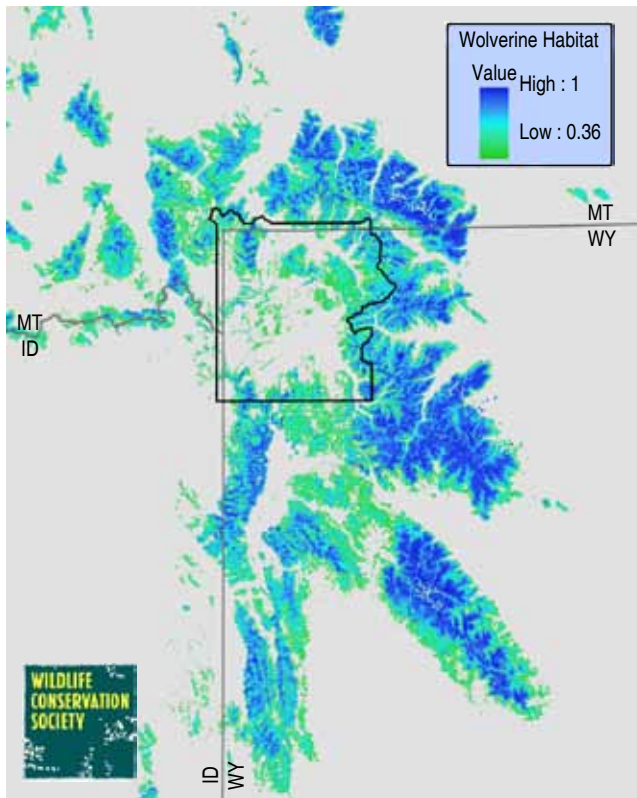 Wolverine Habitat
Value
High : 1
Low : 0.36
MT
WY
MT
ID
WILDLIFE
CONSERVATION
SOCIETY
ID
WY